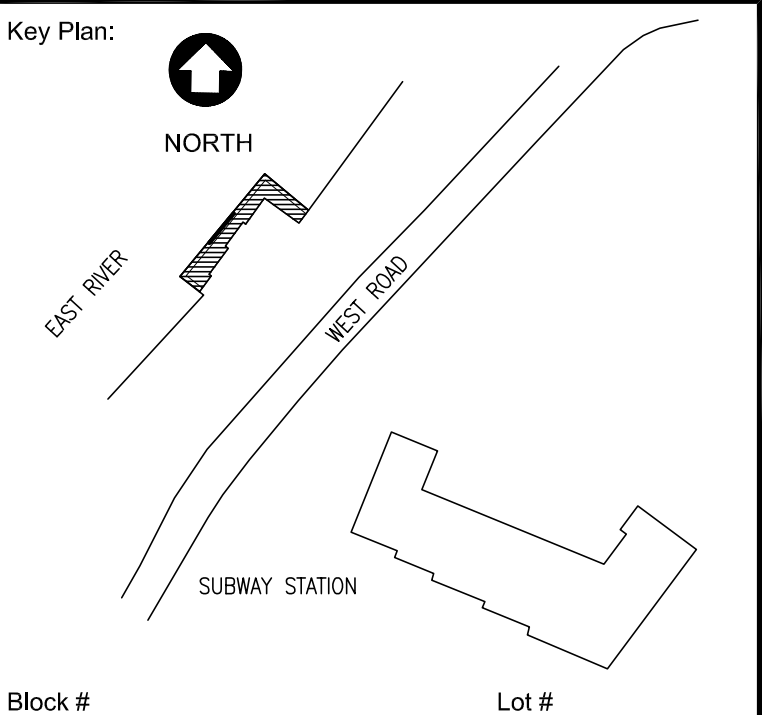 Key Plan:
NORTH
EAST RIVER
WEST ROAD
SUBWAY STATION
Block #
Lot #